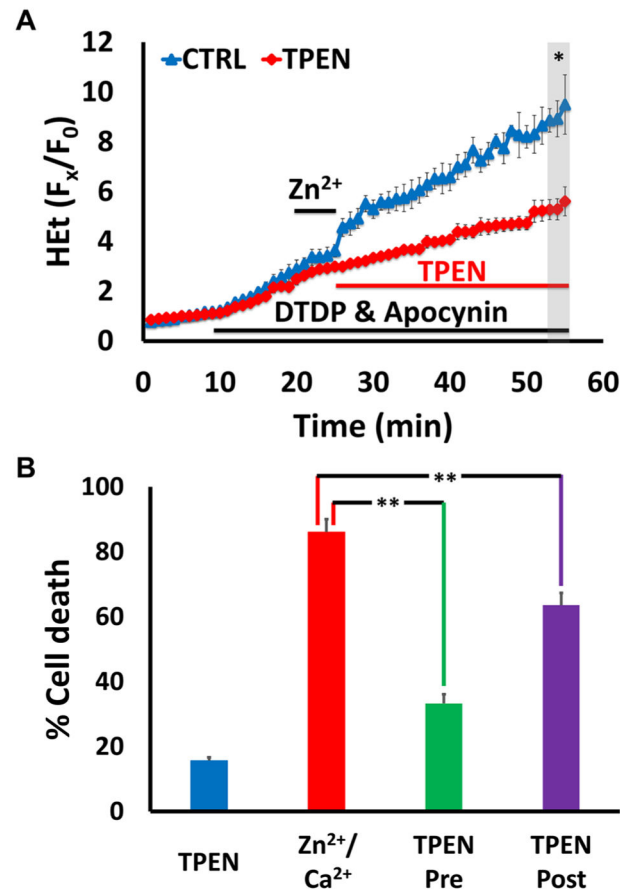 A
CTRL TPEN
HEt (Fx/F0)
12
10
8
6
4
2
0
*
Zn2+
TPEN
DTDP & Apocynin
0 10 20 30 40 50 60
Time (min)
B
% Cell death
100
80
60
40
20
0
**
**
TPEN
Zn2+/
Ca2+
TPEN
Pre
TPEN
Post